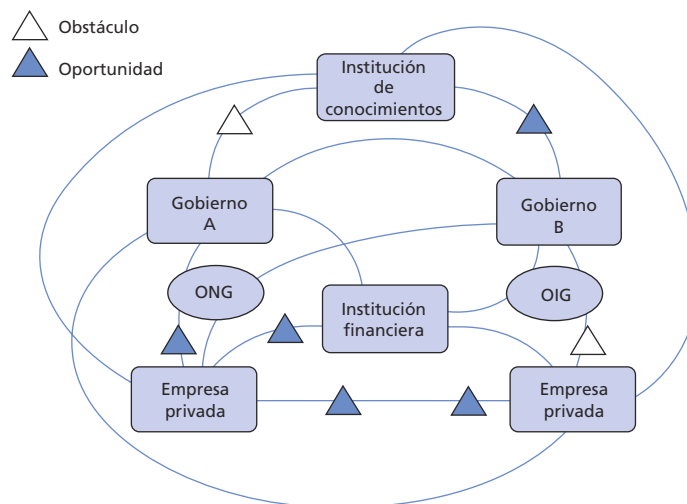 Obstáculo
Oportunidad
Institución
de
conocimientos
Gobierno
A
Gobierno
B
ONG
Institución
financiera
OIG
Empresa
privada
Empresa
privada